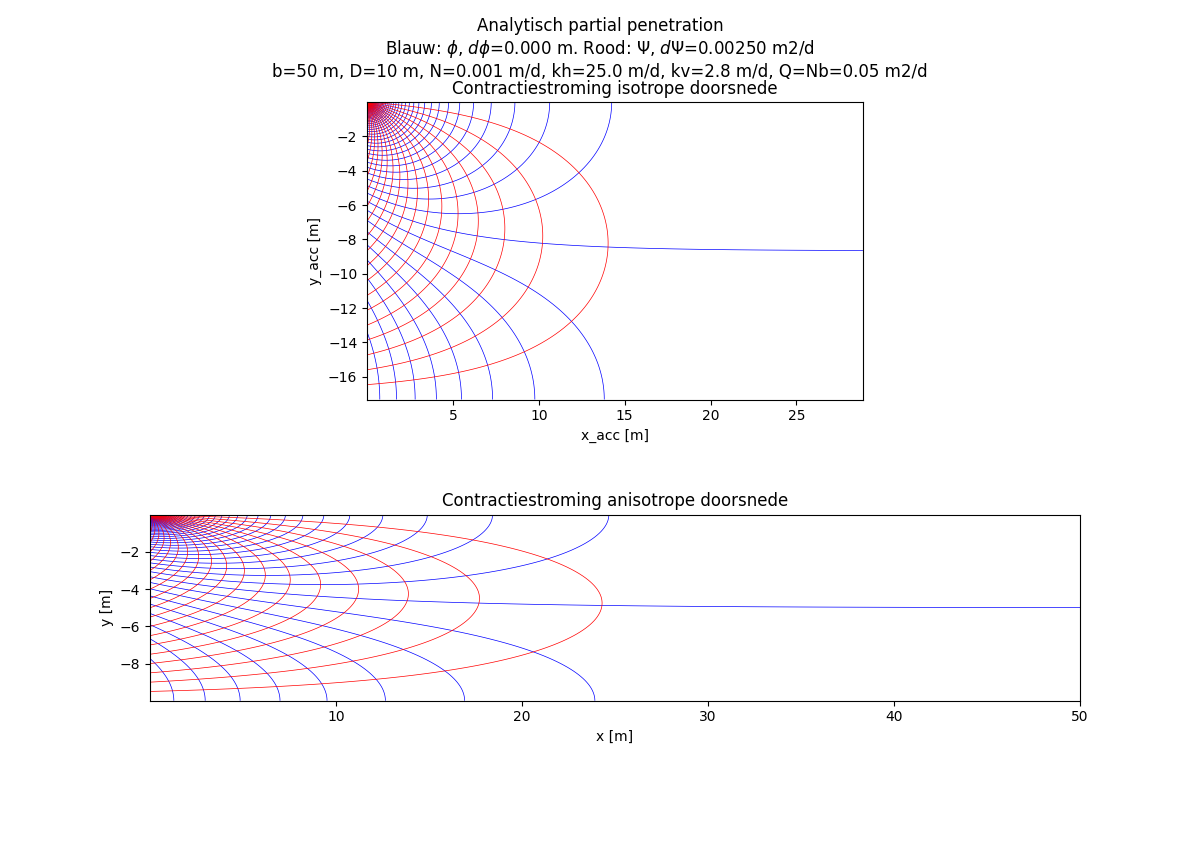 Analytisch partial penetration
Blauw: ϕ, dϕ=0.000 m. Rood: Ψ, dΨ=0.00250 m2/d
b=50 m, D=10 m, N=0.001 m/d, kh=25.0 m/d, kv=2.8 m/d, Q=Nb=0.05 m2/d
Contractiestroming isotrope doorsnede
−2
−4
−6
−8
−10
−12
−14
−16
y_acc [m]
5 10 15 20 25
x_acc [m]
Contractiestroming anisotrope doorsnede
−2
−4
−6
−8
y [m]
10 20 30 40 50
x [m]